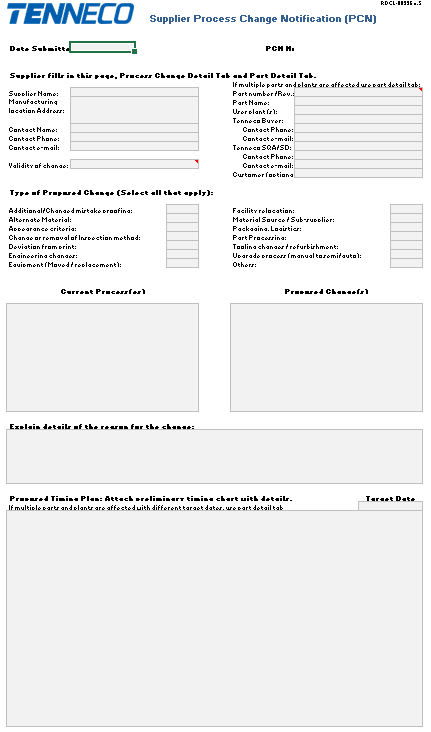 RDCL-00336 v.5
TENNECO
Supplier Process Change Notification (PCN)
Date Submitte
PCN N:
Supplier fills in this page, Process Change Detail Tab and Part Detail Tab.
If multiple parts and plants are affected use part detail tab
Supplier Name:
Manufacturing
location Address:
Contact Name:
Contact Phone:
Contact e-mail:
Validity of change:
Part number / Rev.:
Part Name:
User plant(s):
Tenneco Buyer:
Contact Phone:
Contact e-mail:
Tenneco SQA/SD:
Contact Phone:
Contact e-mail:
Customer (optiona
Type of Proposed Change (Select all that apply):
Additional / Changed mistake proofing:
Alternate Material:
Appearance criteria:
Change or removal of Inspection method:
Deviation from print:
Engineering changes:
Equipment (Moved / replacement):
Facility relocation:
Material Source / Sub-supplier:
Packaging, Logistics:
Part Processing:
Tooling changes / refurbishment:
Upgrade process (manual to semi/auto):
Others:
Current Process(es)
Proposed Change(s)
Explain details of the reason for the change:
Proposed Timing Plan: Attach preliminary timing chart with details.
Target Date
If multiple parts and plants are affected with different target dates, use part detail tab